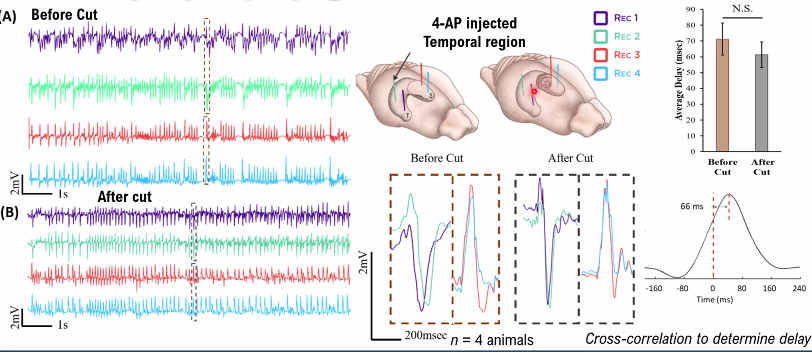 (A)
Before Cut
2mV
1s
After cut
(B)
2mV
1s
4-AP injected
Temporal region
REC 1
REC 2
REC 3
REC 4
S
T
Before Cut
After Cut
2mV
200msec
n = 4 animals
N.S.
Average Delay (msec)
90
80
70
60
50
40
30
20
10
0
Before
Cut
After
Cut
66 ms
-160
-80
0
80
160
240
Time (ms)
Cross-correlation to determine delay